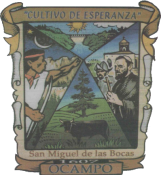 "CULTIVO DE ESPERANZA"
San Miguel de las Bocas
OCAMPO